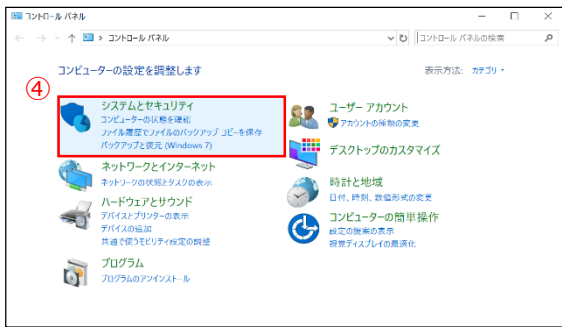 コントロール パネル
コントロール パネル
コントロール パネルの検索
コンピューターの設定を調整します
表示方法: カテゴリ
④
システムとセキュリティ
コンピューターの状態を確認
ファイル履歴でファイルのバックアップ コピーを保存
バックアップと復元 (Windows 7)
ネットワークとインターネット
ネットワークの状態とタスクの表示
ハードウェアとサウンド
デバイスとプリンターの表示
デバイスの追加
共通で使うモビリティ設定の調整
プログラム
プログラムのアンインストール
ユーザー アカウント
アカウントの種類の変更
デスクトップのカスタマイズ
時計と地域
日付、時刻、数値形式の変更
コンピューターの簡単操作
設定の提案の表示
視覚ディスプレイの最適化